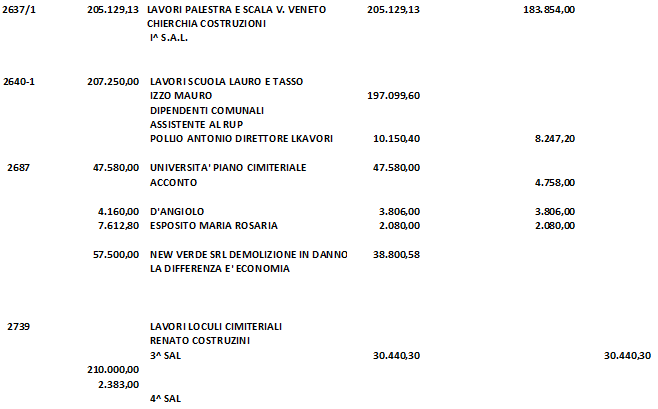 2637/1 205.129,13 LAVORI PALESTRA E SCALA V. VENETO 205.129,13 183.854,00
CHIERCHIA COSTRUZIONI
I^ S.A.L.
2640-1 207.250,00 LAVORI SCUOLA LAURO E TASSO
IZZO MAURO 197.099,60
DIPENDENTI COMUNALI
ASSISTENTE AL RUP
POLLIO ANTONIO DIRETTORE LKAVORI 10.150,40 8.247,20
2687 47.580,00 UNIVERSITA' PIANO CIMITERIALE 47.580,00
ACCONTO 4.758,00
4.160,00 D'ANGIOLO 3.806,00 3.806,00
7.612,80 ESPOSITO MARIA ROSARIA 2.080,00 2.080,00
57.500,00 NEW VERDE SRL DEMOLIZIONE IN DANNO 38.800,58
LA DIFFERENZA E' ECONOMIA
2739 LAVORI LOCULI CIMITERIALI
RENATO COSTRUZINI
3^ SAL 30.440,30 30.440,30
210.000,00
2.383,00
4^ SAL